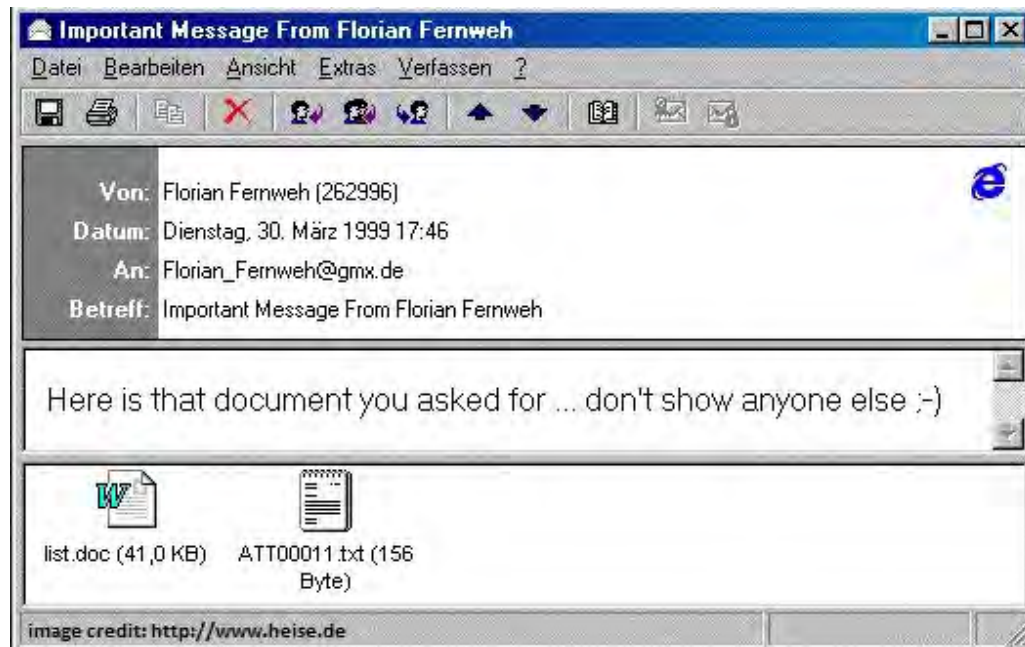 Important Message From Florian Fernweh
Datei Bearbeiten Ansicht Extras Verfassen ?
Von: Florian Fernweh (262996)
Datum: Dienstag, 30. März 1999 17:46
An: Florian_Fernweh@gmx.de
Betreff: Important Message From Florian Fernweh
Here is that document you asked for ... don't show anyone else ;-)
list.doc (41,0 KB) ATT00011.txt (156
Byte)
image credit: http://www.heise.de